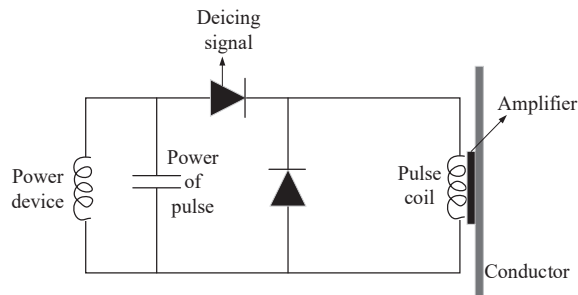 Deicing
signal
Amplifier
Power
device
Power
of
pulse
Pulse
coil
Conductor